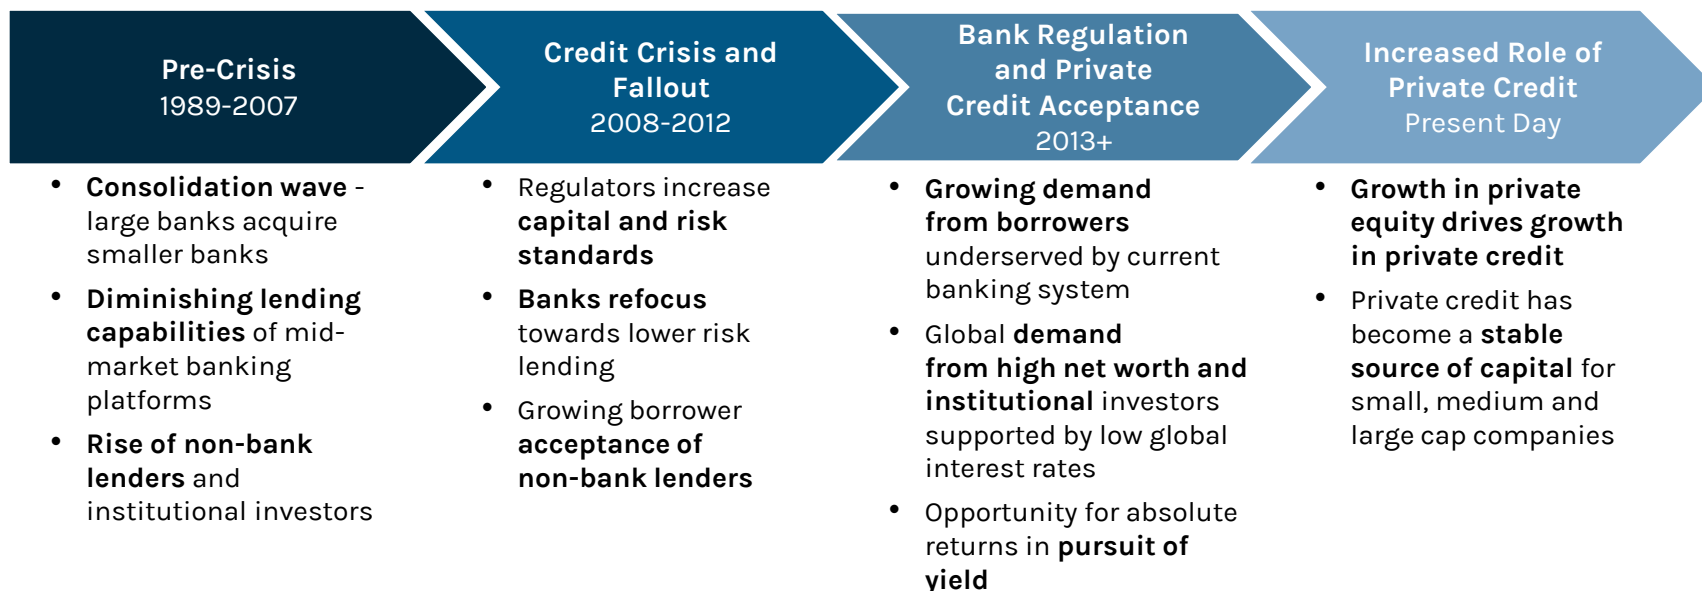 Pre-Crisis
1989-2007
Credit Crisis and
Fallout
2008-2012
Bank Regulation
and Private
Credit Acceptance
2013+
Increased Role of
Private Credit
Present Day
• Consolidation wave -
large banks acquire
smaller banks
• Diminishing lending
capabilities of mid-
market banking
platforms
• Rise of non-bank
lenders and
institutional investors
• Regulators increase
capital and risk
standards
• Banks refocus
towards lower risk
lending
• Growing borrower
acceptance of
non-bank lenders
• Growing demand
from borrowers
underserved by current
banking system
• Global demand
from high net worth and
institutional investors
supported by low global
interest rates
• Opportunity for absolute
returns in pursuit of
yield
• Growth in private
equity drives growth
in private credit
• Private credit has
become a stable
source of capital for
small, medium and
large cap companies